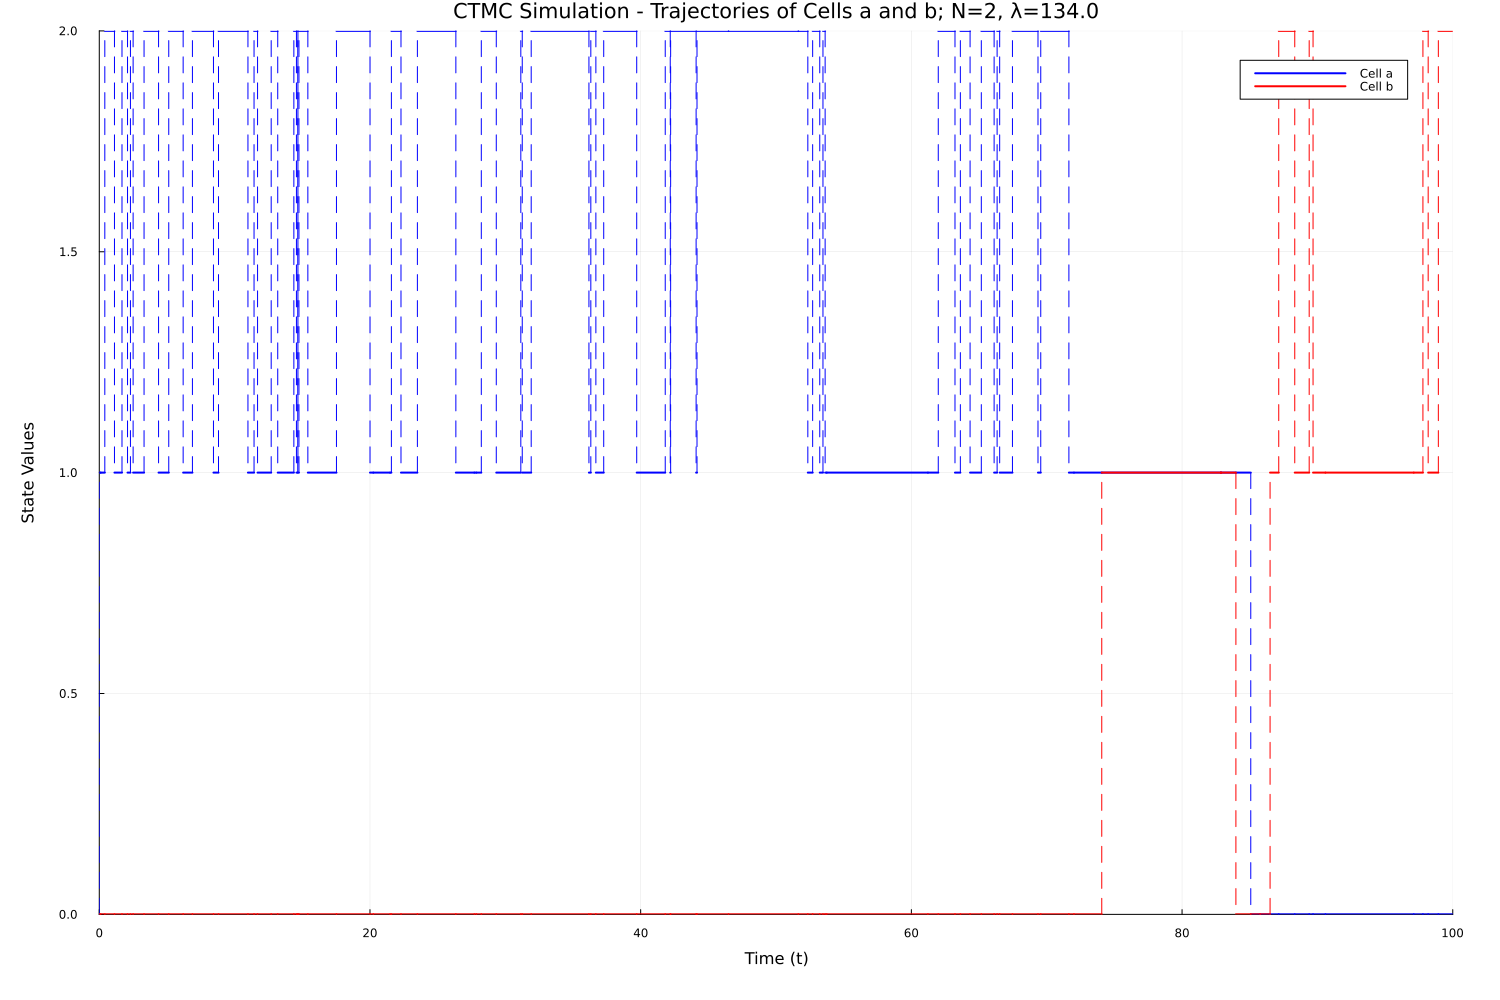 CTMC Simulation - Trajectories of Cells a and b; N=2, λ=134.0
2.0
Cell a
Cell b
1.5
1.0
State Values
0.5
0.0
0 20 40 60 80 100
Time (t)